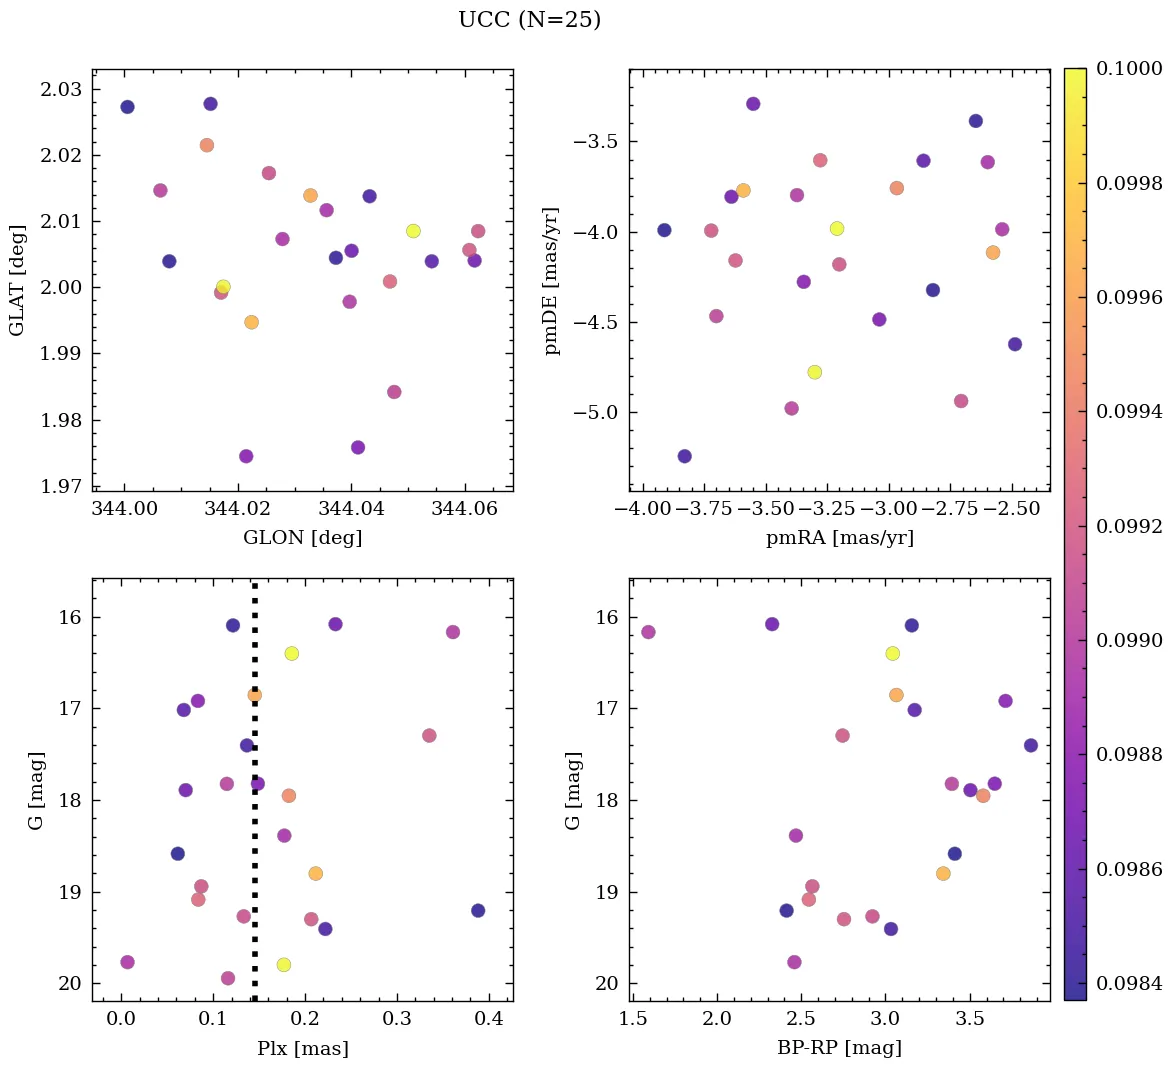 UCC (N=25)
2.03
2.02
2.01
2.00
1.99
1.98
1.97
GLAT [deg]
344.00 344.02 344.04 344.06
GLON [deg]
−3.5
−4.0
−4.5
−5.0
pmDE [mas/yr]
−4.00 −3.75 −3.50 −3.25 −3.00 −2.75 −2.50
pmRA [mas/yr]
16
17
18
19
20
G [mag]
0.0 0.1 0.2 0.3 0.4
Plx [mas]
16
17
18
19
20
G [mag]
1.5 2.0 2.5 3.0 3.5
BP-RP [mag]
0.1000
0.0998
0.0996
0.0994
0.0992
0.0990
0.0988
0.0986
0.0984